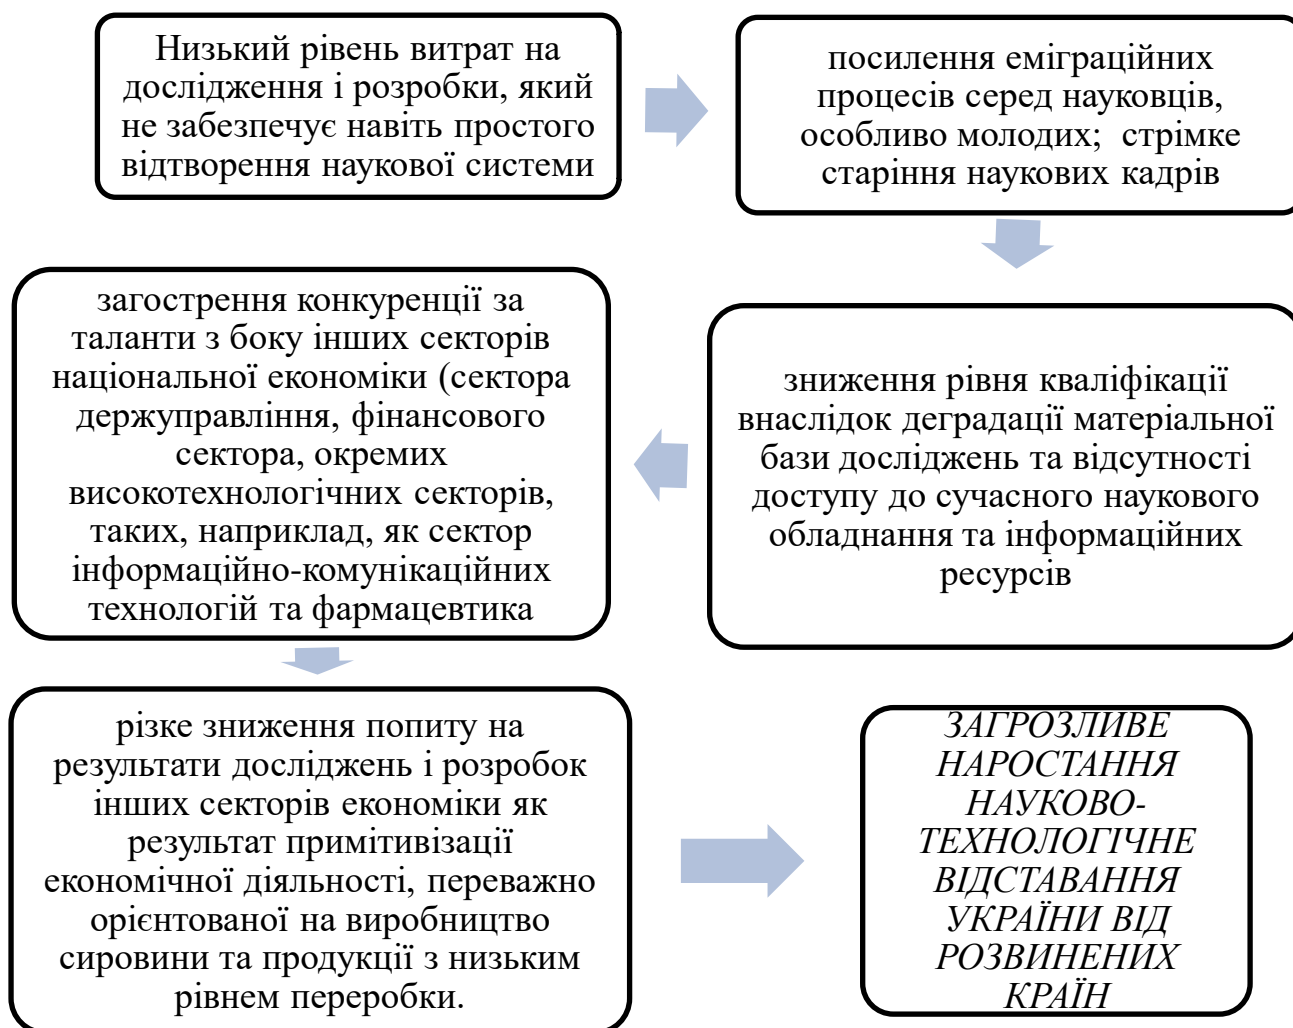 Низький рівень витрат на
дослідження і розробки, який
не забезпечує навіть простого
відтворення наукової системи
посилення еміграційних
процесів серед науковців,
особливо молодих;  стрімке
старіння наукових кадрів
зниження рівня кваліфікації
внаслідок деградації матеріальної
бази досліджень та відсутності
доступу до сучасного наукового
обладнання та інформаційних
ресурсів
загострення конкуренції за
таланти з боку інших секторів
національної економіки (сектора
держуправління, фінансового
сектора, окремих
високотехнологічних секторів,
таких, наприклад, як сектор
інформаційно-комунікаційних
технологій та фармацевтика
різке зниження попиту на
результати досліджень і розробок
інших секторів економіки як
результат примітивізації
економічної діяльності, переважно
орієнтованої на виробництво
сировини та продукції з низьким
рівнем переробки.
ЗАГРОЗЛИВЕ
НАРОСТАННЯ
НАУКОВО-
ТЕХНОЛОГІЧНЕ
ВІДСТАВАННЯ
УКРАЇНИ ВІД
РОЗВИНЕНИХ
КРАЇН